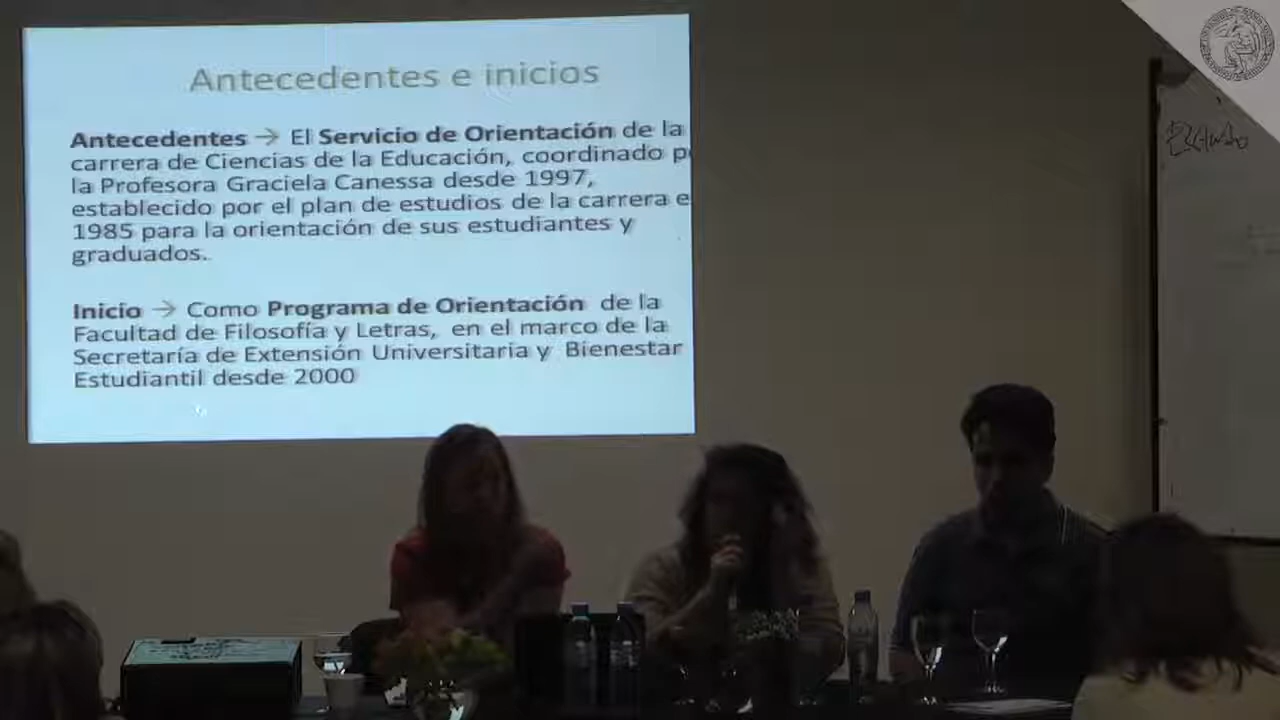 Antecedentes e inicios
Antecedentes → El Servicio de Orientación de la
carrera de Ciencias de la Educación, coordinado
la Profesora Graciela Canessa desde 1997,
establecido por el plan de estudios de la carrera
1985 para la orientación de sus estudiantes y
graduados.
Inicio → Como Programa de Orientación de la
Facultad de Filosofía y Letras, en el marco de la
Secretaría de Extensión Universitaria y Bienestar
Estudiantil desde 2000